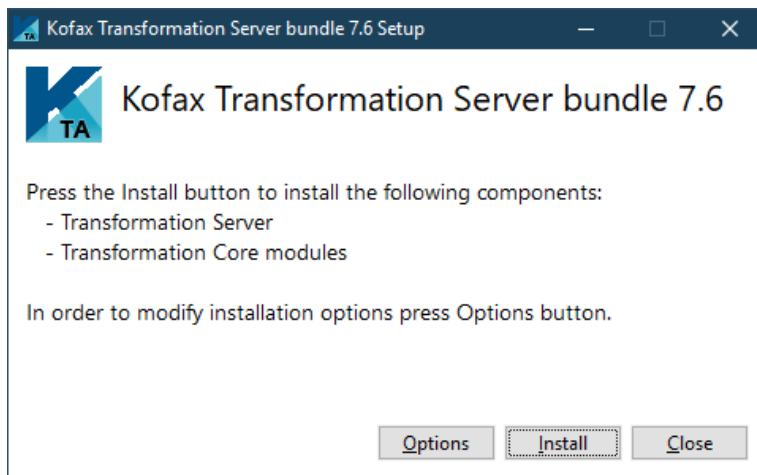 Kofax Transformation Server bundle 7.6 Setup
Kofax Transformation Server bundle 7.6
TA
Press the Install button to install the following components:
- Transformation Server
- Transformation Core modules
In order to modify installation options press Options button.
Options Install Close